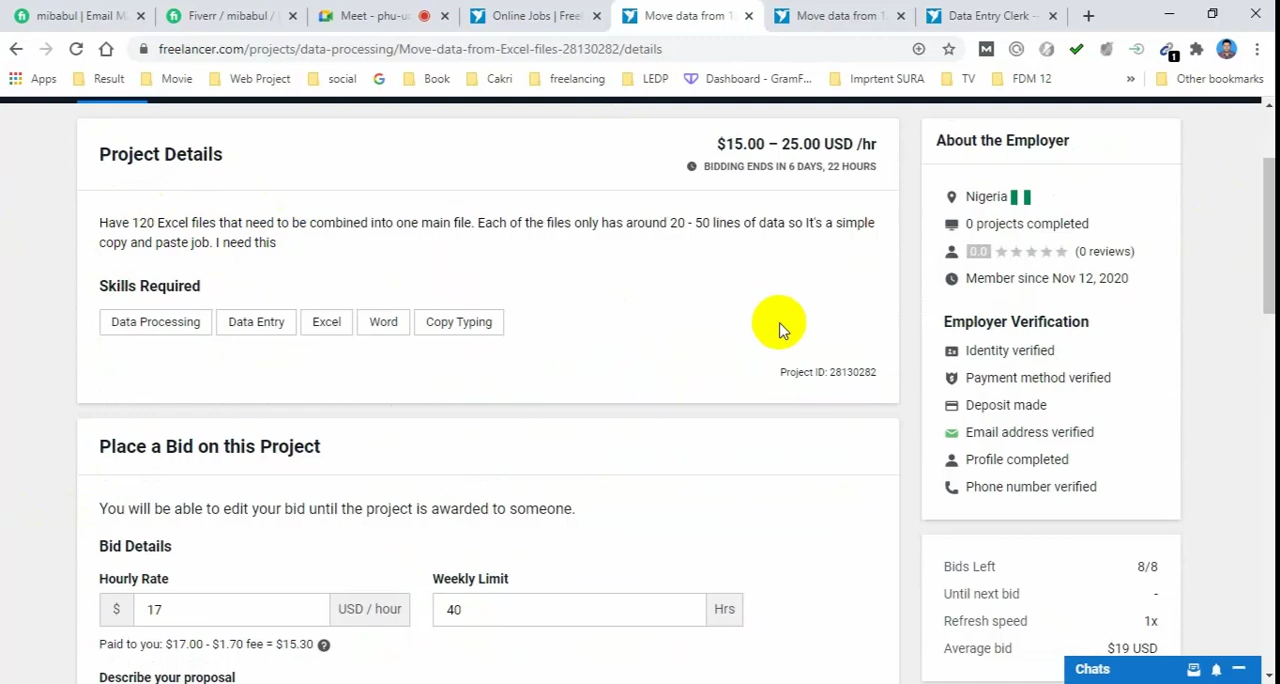 mibabul | Email M
Fiverr / mibabul /
Meet - phu-u
Online Jobs | Free
Move data from 1
Move data from 1
Data Entry Clerk -
freelancer.com/projects/data-processing/Move-data-from-Excel-files-28130282/details
Apps
Result
Movie
Web Project
social
Book
Cakri
freelancing
LEDP
Dashboard - GramF...
Imprtent SURA
TV
FDM 12
»
Other bookmarks
Project Details
$15.00 – 25.00 USD /hr
BIDDING ENDS IN 6 DAYS, 22 HOURS
Have 120 Excel files that need to be combined into one main file. Each of the files only has around 20 - 50 lines of data so It's a simple
copy and paste job. I need this
Skills Required
Data Processing
Data Entry
Excel
Word
Copy Typing
Project ID: 28130282
Place a Bid on this Project
You will be able to edit your bid until the project is awarded to someone.
Bid Details
Hourly Rate
Weekly Limit
$ 17 USD / hour
40 Hrs
Paid to you: $17.00 - $1.70 fee = $15.30
Describe your proposal
About the Employer
Nigeria
0 projects completed
0.0 (0 reviews)
Member since Nov 12, 2020
Employer Verification
Identity verified
Payment method verified
Deposit made
Email address verified
Profile completed
Phone number verified
Bids Left 8/8
Until next bid -
Refresh speed 1x
Average bid $19 USD
Chats